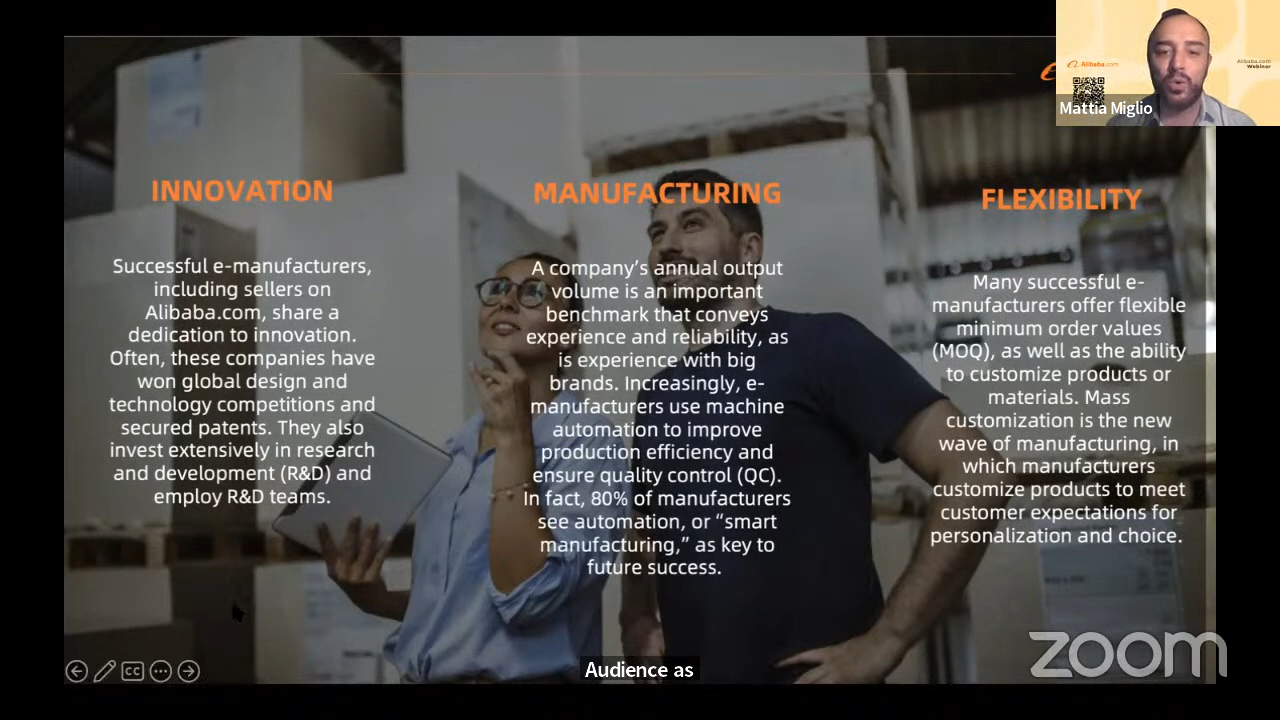 Alibaba.com
Alibaba.com
Webinar
Mattia Miglio
INNOVATION
Successful e-manufacturers,
including sellers on
Alibaba.com, share a
dedication to innovation.
Often, these companies have
won global design and
technology competitions and
secured patents. They also
invest extensively in research
and development (R&D) and
employ R&D teams.
MANUFACTURING
A company’s annual output
volume is an important
benchmark that conveys
experience and reliability, as
is experience with big
brands. Increasingly, e-
manufacturers use machine
automation to improve
production efficiency and
ensure quality control (QC).
In fact, 80% of manufacturers
see automation, or “smart
manufacturing,” as key to
future success.
FLEXIBILITY
Many successful e-
manufacturers offer flexible
minimum order values
(MOQ), as well as the ability
to customize products or
materials. Mass
customization is the new
wave of manufacturing, in
which manufacturers
customize products to meet
customer expectations for
personalization and choice.
CC
Audience as
zoom